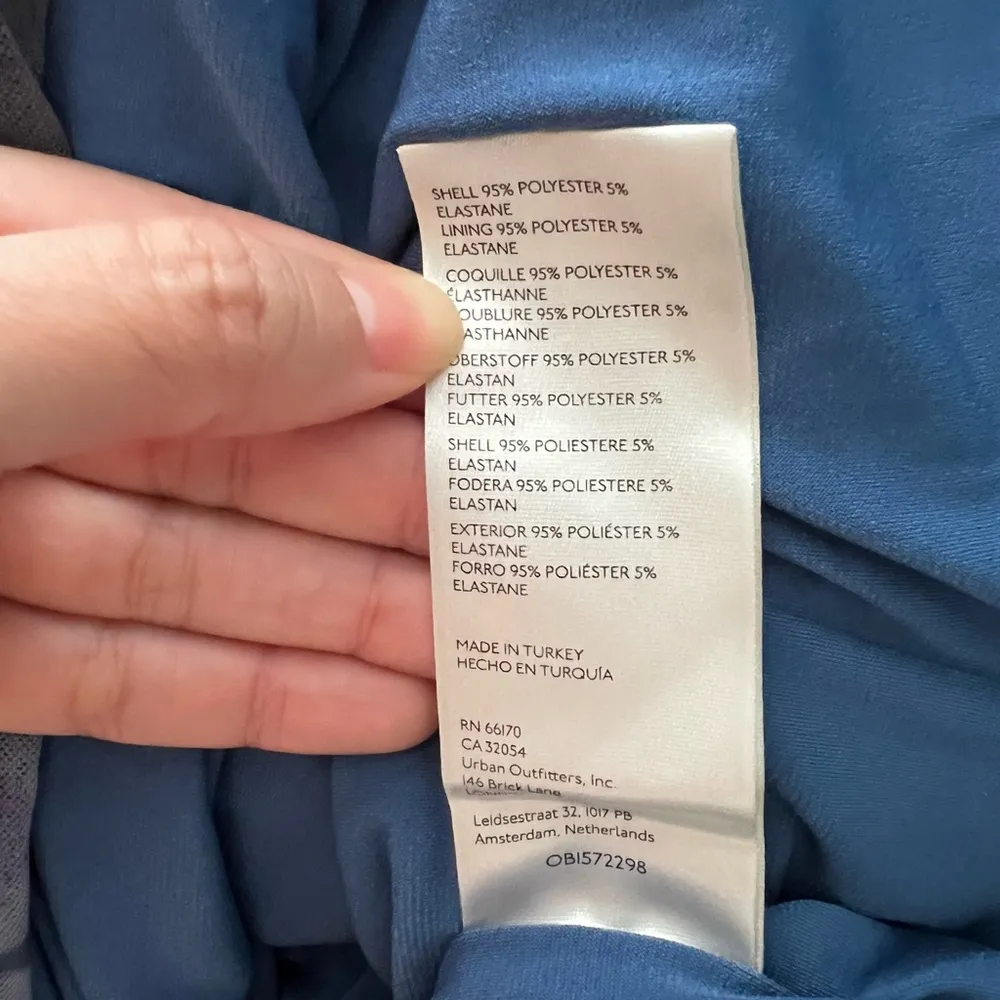 SHELL 95% POLYESTER 5%
ELASTANE
LINING 95% POLYESTER 5%
ELASTANE
COQUILLE 95% POLYESTER 5%
ÉLASTHANNE
OUBLURE 95% POLYESTER 5%
ASTHANNE
OBERSTOFF 95% POLYESTER 5%
ELASTAN
FUTTER 95% POLYESTER 5%
ELASTAN
SHELL 95% POLIESTERE 5%
ELASTAN
FODERA 95% POLIESTERE 5%
ELASTAN
EXTERIOR 95% POLIÉSTER 5%
ELASTANE
FORRO 95% POLIÉSTER 5%
ELASTANE
MADE IN TURKEY
HECHO EN TURQUÍA
RN 66170
CA 32054
Urban Outfitters, Inc.
146 Brick Lane
Leidsestraat 32, 1017 PB
Amsterdam, Netherlands
OB1572298